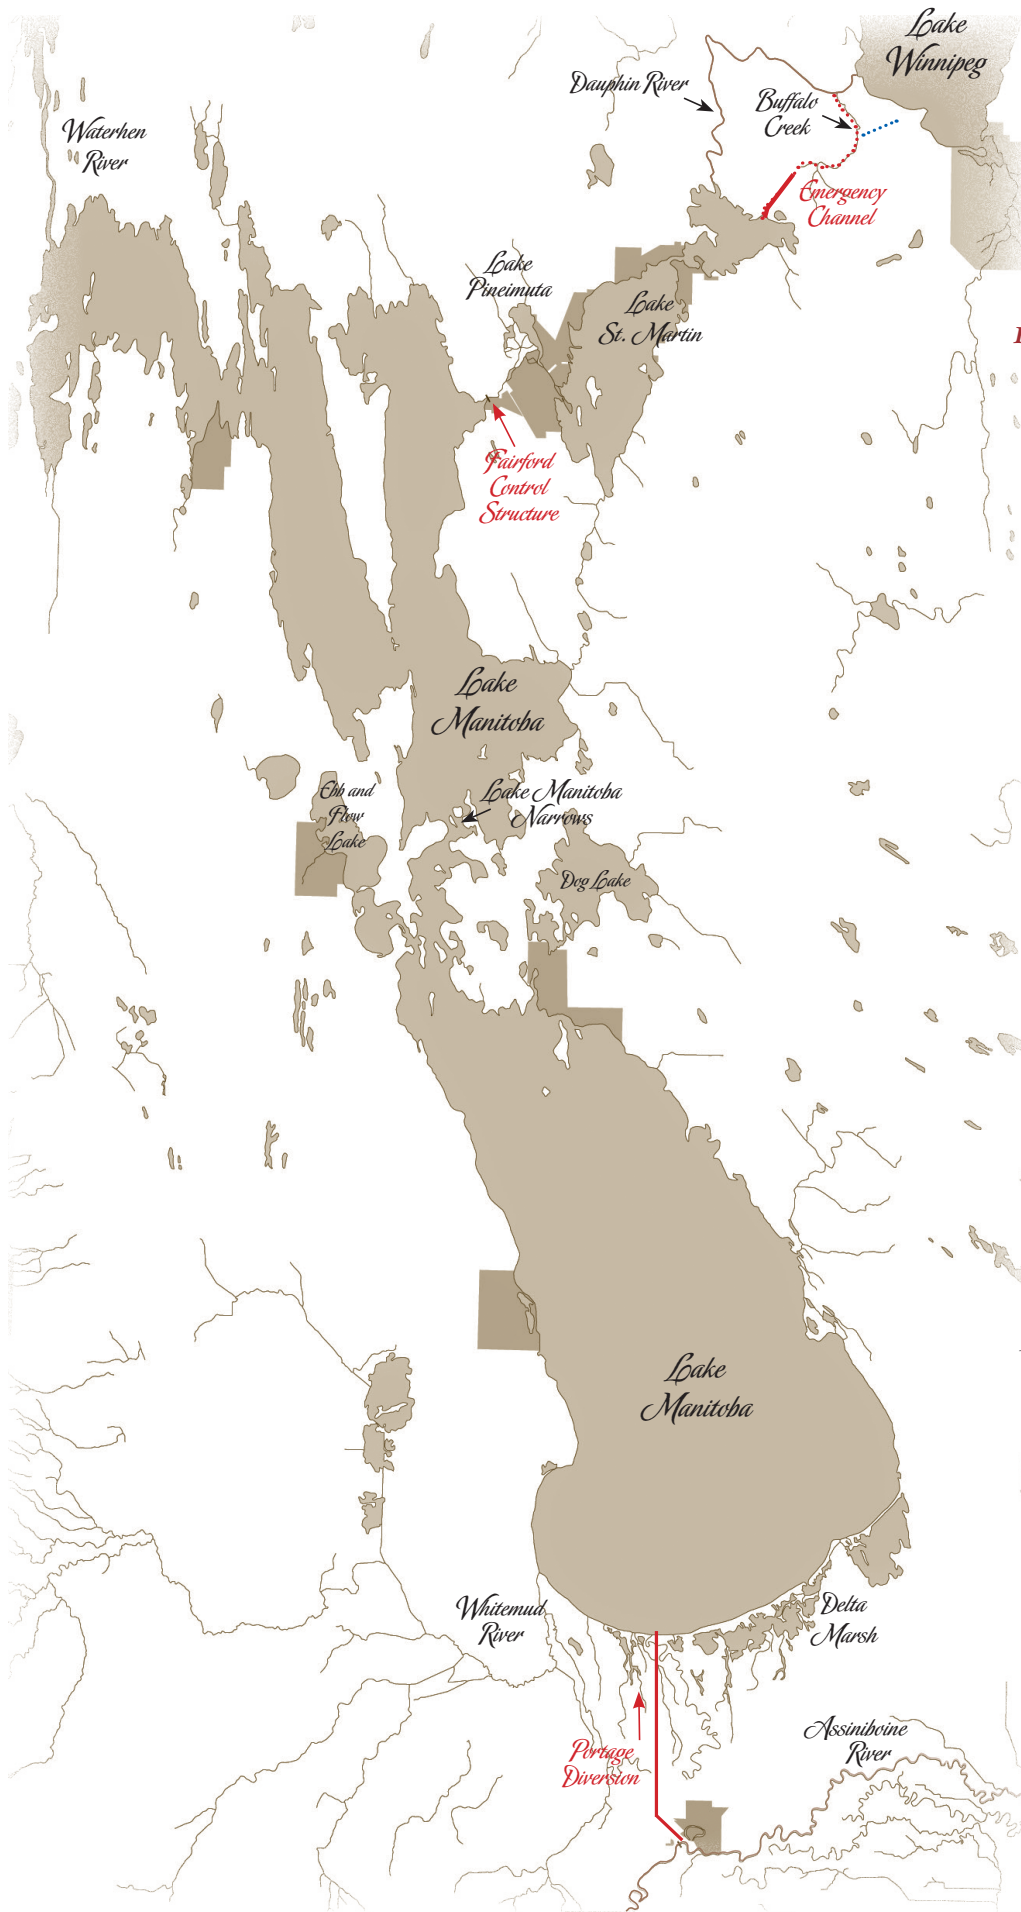 Lake
Winnipeg
Dauphin River
Buffalo
Creek
Waterhen
River
Emergency
Channel
Lake
Pineimuta
Lake
St. Martin
Fairford
Control
Structure
Lake
Manitoba
Ebb and
Flow
Lake
Lake Manitoba
Narrows
Dog Lake
Lake
Manitoba
Whitemud
River
Delta
Marsh
Assiniboine
River
Portage
Diversion